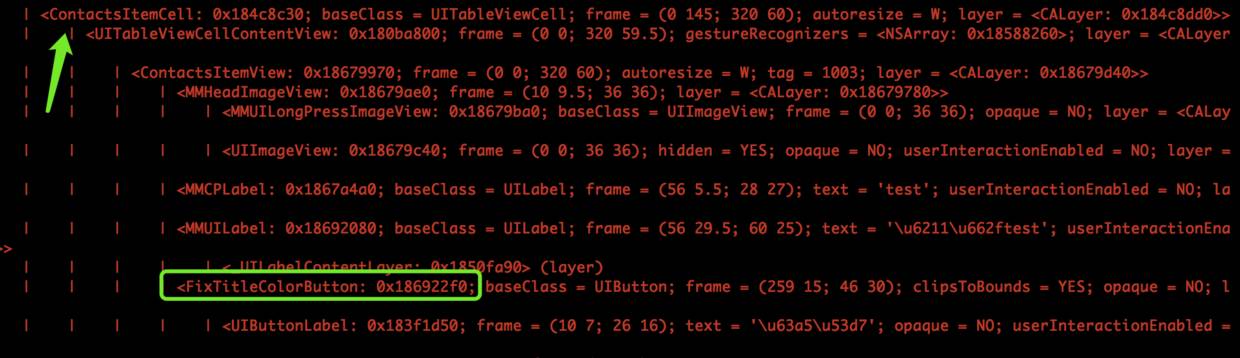 | <ContactsItemCell: 0x184c8c30; baseClass = UITableViewCell; frame = (0 145; 320 60); autoresize = W; layer = <CALayer: 0x184c8dd0>>
| | <UITableViewCellContentView: 0x180ba800; frame = (0 0; 320 59.5); gestureRecognizers = <NSArray: 0x18588260>; layer = <CALayer
| | | <ContactsItemView: 0x18679970; frame = (0 0; 320 60); autoresize = W; tag = 1003; layer = <CALayer: 0x18679d40>>
| | | | <MMHeadImageView: 0x18679ae0; frame = (10 9.5; 36 36); layer = <CALayer: 0x18679780>>
| | | | | <MMUILongPressImageView: 0x18679ba0; baseClass = UIImageView; frame = (0 0; 36 36); opaque = NO; layer = <CALay
| | | | | <UIImageView: 0x18679c40; frame = (0 0; 36 36); hidden = YES; opaque = NO; userInteractionEnabled = NO; layer =
| | | | <MMCPLabel: 0x1867a4a0; baseClass = UILabel; frame = (56 5.5; 28 27); text = 'test'; userInteractionEnabled = NO; la
| | | | <MMUILabel: 0x18692080; baseClass = UILabel; frame = (56 29.5; 60 25); text = '\u6211\u662ftest'; userInteractionEna
>>
| | | | | <_UILabelContentLayer: 0x1850fa90> (layer)
| | | | <FixTitleColorButton: 0x186922f0; baseClass = UIButton; frame = (259 15; 46 30); clipsToBounds = YES; opaque = NO; l
| | | | | <UIButtonLabel: 0x183f1d50; frame = (10 7; 26 16); text = '\u63a5\u53d7'; opaque = NO; userInteractionEnabled =